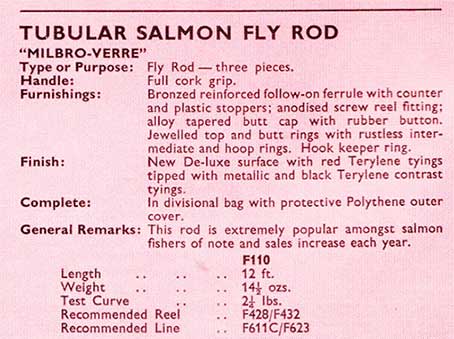 TUBULAR SALMON FLY ROD
"MILBRO-VERRE"
Type or Purpose: Fly Rod — three pieces.
Handle: Full cork grip.
Furnishings: Bronzed reinforced follow-on ferrule with counter
and plastic stoppers; anodised screw reel fitting;
alloy tapered butt cap with rubber button.
Jewelled top and butt rings with rustless inter-
mediate and hoop rings. Hook keeper ring.
Finish: New De-luxe surface with red Terylene tyings
tipped with metallic and black Terylene contrast
tyings.
Complete: In divisional bag with protective Polythene outer
cover.
General Remarks: This rod is extremely popular amongst salmon
fishers of note and sales increase each year.
F110
Length .. .. .. 12 ft.
Weight .. .. .. 14½ ozs.
Test Curve .. .. 2¼ lbs.
Recommended Reel .. F428/F432
Recommended Line .. F611C/F623